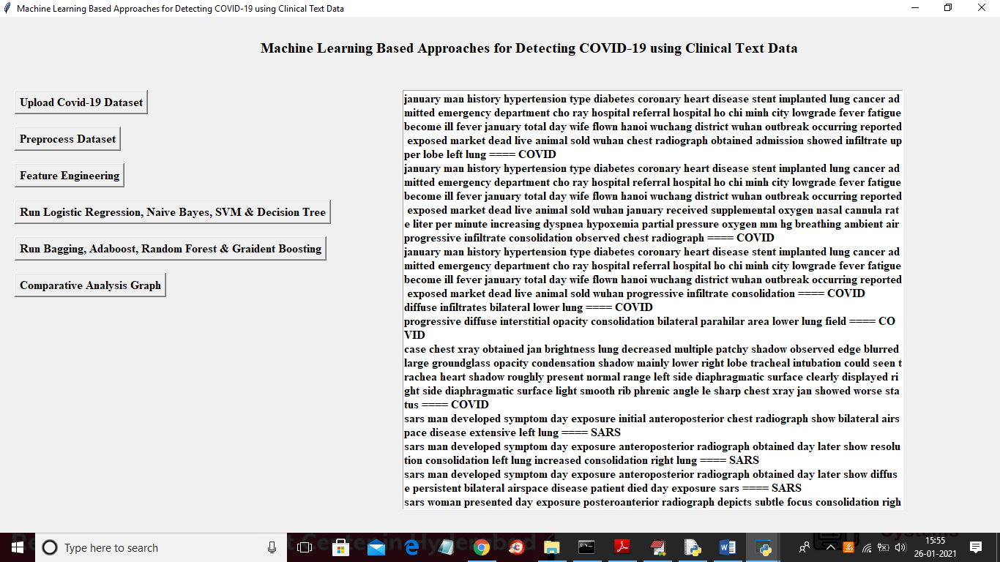 Machine Learning Based Approaches for Detecting COVID-19 using Clinical Text Data
Machine Learning Based Approaches for Detecting COVID-19 using Clinical Text Data
Upload Covid-19 Dataset
Preprocess Dataset
Feature Engineering
Run Logistic Regression, Naive Bayes, SVM & Decision Tree
Run Bagging, Adaboost, Random Forest & Graident Boosting
Comparative Analysis Graph
january man history hypertension type diabetes coronary heart disease stent implanted lung cancer ad
mitted emergency department cho ray hospital referral hospital ho chi minh city lowgrade fever fatigue
become ill fever january total day wife flown hanoi wuchang district wuhan outbreak occurring reported
exposed market dead live animal sold wuhan chest radiograph obtained admission showed infiltrate up
per lobe left lung ==== COVID
january man history hypertension type diabetes coronary heart disease stent implanted lung cancer ad
mitted emergency department cho ray hospital referral hospital ho chi minh city lowgrade fever fatigue
become ill fever january total day wife flown hanoi wuchang district wuhan outbreak occurring reported
exposed market dead live animal sold wuhan january received supplemental oxygen nasal cannula rat
e liter per minute increasing dyspnea hypoxemia partial pressure oxygen mm hg breathing ambient air
progressive infiltrate consolidation observed chest radiograph ==== COVID
january man history hypertension type diabetes coronary heart disease stent implanted lung cancer ad
mitted emergency department cho ray hospital referral hospital ho chi minh city lowgrade fever fatigue
become ill fever january total day wife flown hanoi wuchang district wuhan outbreak occurring reported
exposed market dead live animal sold wuhan progressive infiltrate consolidation ==== COVID
diffuse infiltrates bilateral lower lung ==== COVID
progressive diffuse interstitial opacity consolidation bilateral parahilar area lower lung field ==== CO
VID
case chest xray obtained jan brightness lung decreased multiple patchy shadow observed edge blurred
large groundglass opacity condensation shadow mainly lower right lobe tracheal intubation could seen t
rachea heart shadow roughly present normal range left side diaphragmatic surface clearly displayed ri
ght side diaphragmatic surface light smooth rib phrenic angle le sharp chest xray jan showed worse sta
tus ==== COVID
sars man developed symptom day exposure initial anteroposterior chest radiograph show bilateral airs
pace disease extensive left lung ==== SARS
sars man developed symptom day exposure anteroposterior radiograph obtained day later show resolu
tion consolidation left lung increased consolidation right lung ==== SARS
sars man developed symptom day exposure anteroposterior radiograph obtained day later show diffus
e persistent bilateral airspace disease patient died day exposure sars ==== SARS
sars woman presented day exposure posteroanterior radiograph depicts subtle focus consolidation righ
Type here to search
15:55
26-01-2021